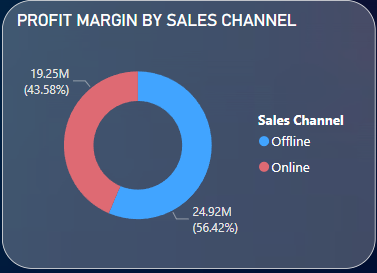 PROFIT MARGIN BY SALES CHANNEL
19.25M
(43.58%)
Sales Channel
Offline
Online
24.92M
(56.42%)